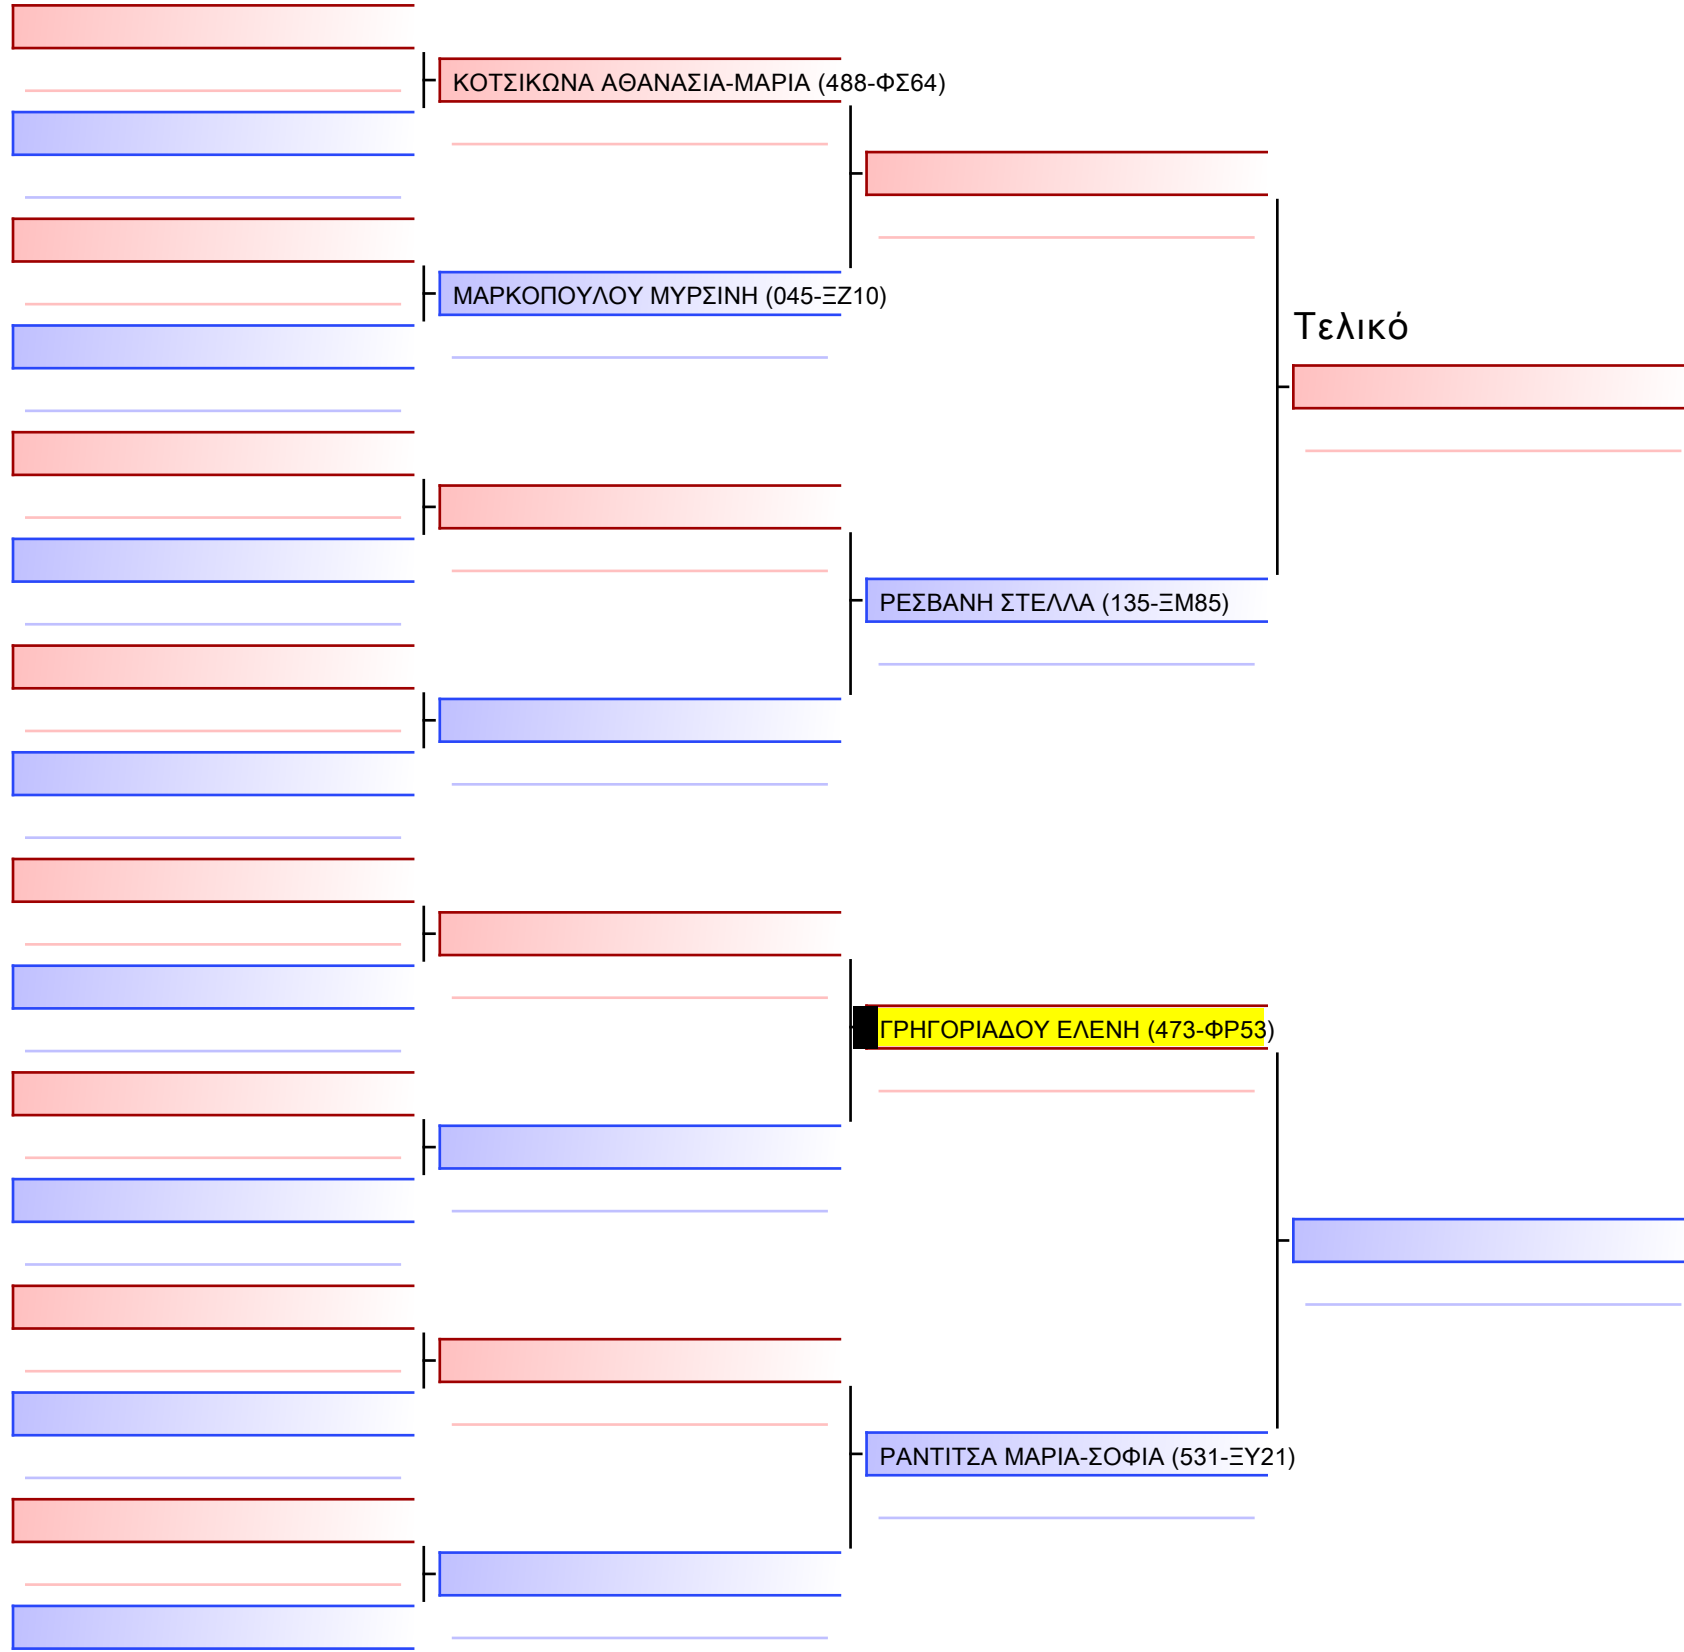 ΚΟΤΣΙΚΩΝΑ ΑΘΑΝΑΣΙΑ-ΜΑΡΙΑ (488-ΦΣ64)
ΜΑΡΚΟΠΟΥΛΟΥ ΜΥΡΣΙΝΗ (045-ΞΖ10)
Τελικό
ΡΕΣΒΑΝΗ ΣΤΕΛΛΑ (135-ΞΜ85)
ΓΡΗΓΟΡΙΑΔΟΥ ΕΛΕΝΗ (473-ΦΡ53)
ΡΑΝΤΙΤΣΑ ΜΑΡΙΑ-ΣΟΦΙΑ (531-ΞΥ21)